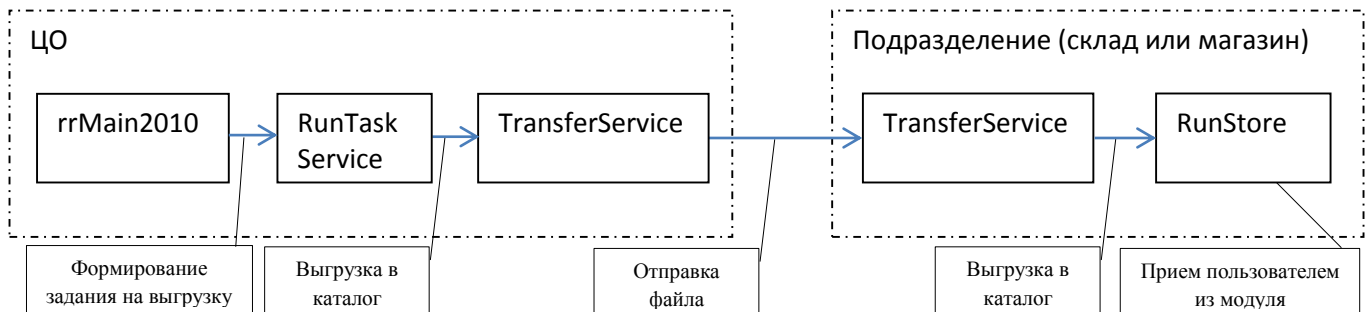 ЦО
Подразделение (склад или магазин)
rrMain2010
RunTask
Service
TransferService
TransferService
RunStore
Формирование
задания на выгрузку
Выгрузка в
каталог
Отправка
файла
Выгрузка в
каталог
Прием пользователем
из модуля